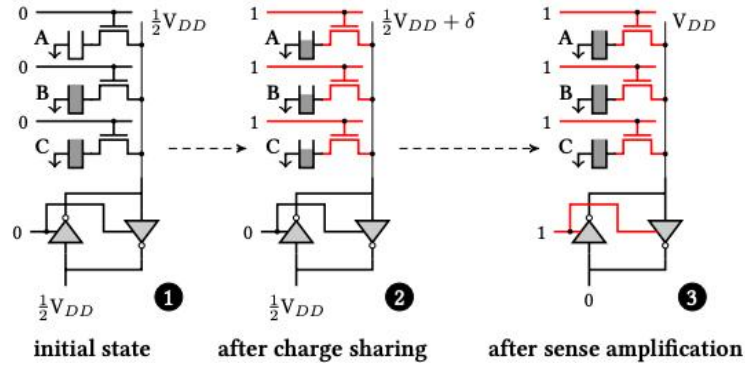 0
½V_DD
A
0
B
0
C
0
½V_DD
1
initial state
1
½V_DD + δ
A
1
B
1
C
0
½V_DD
2
after charge sharing
1
V_DD
A
1
B
1
C
1
0
3
after sense amplification